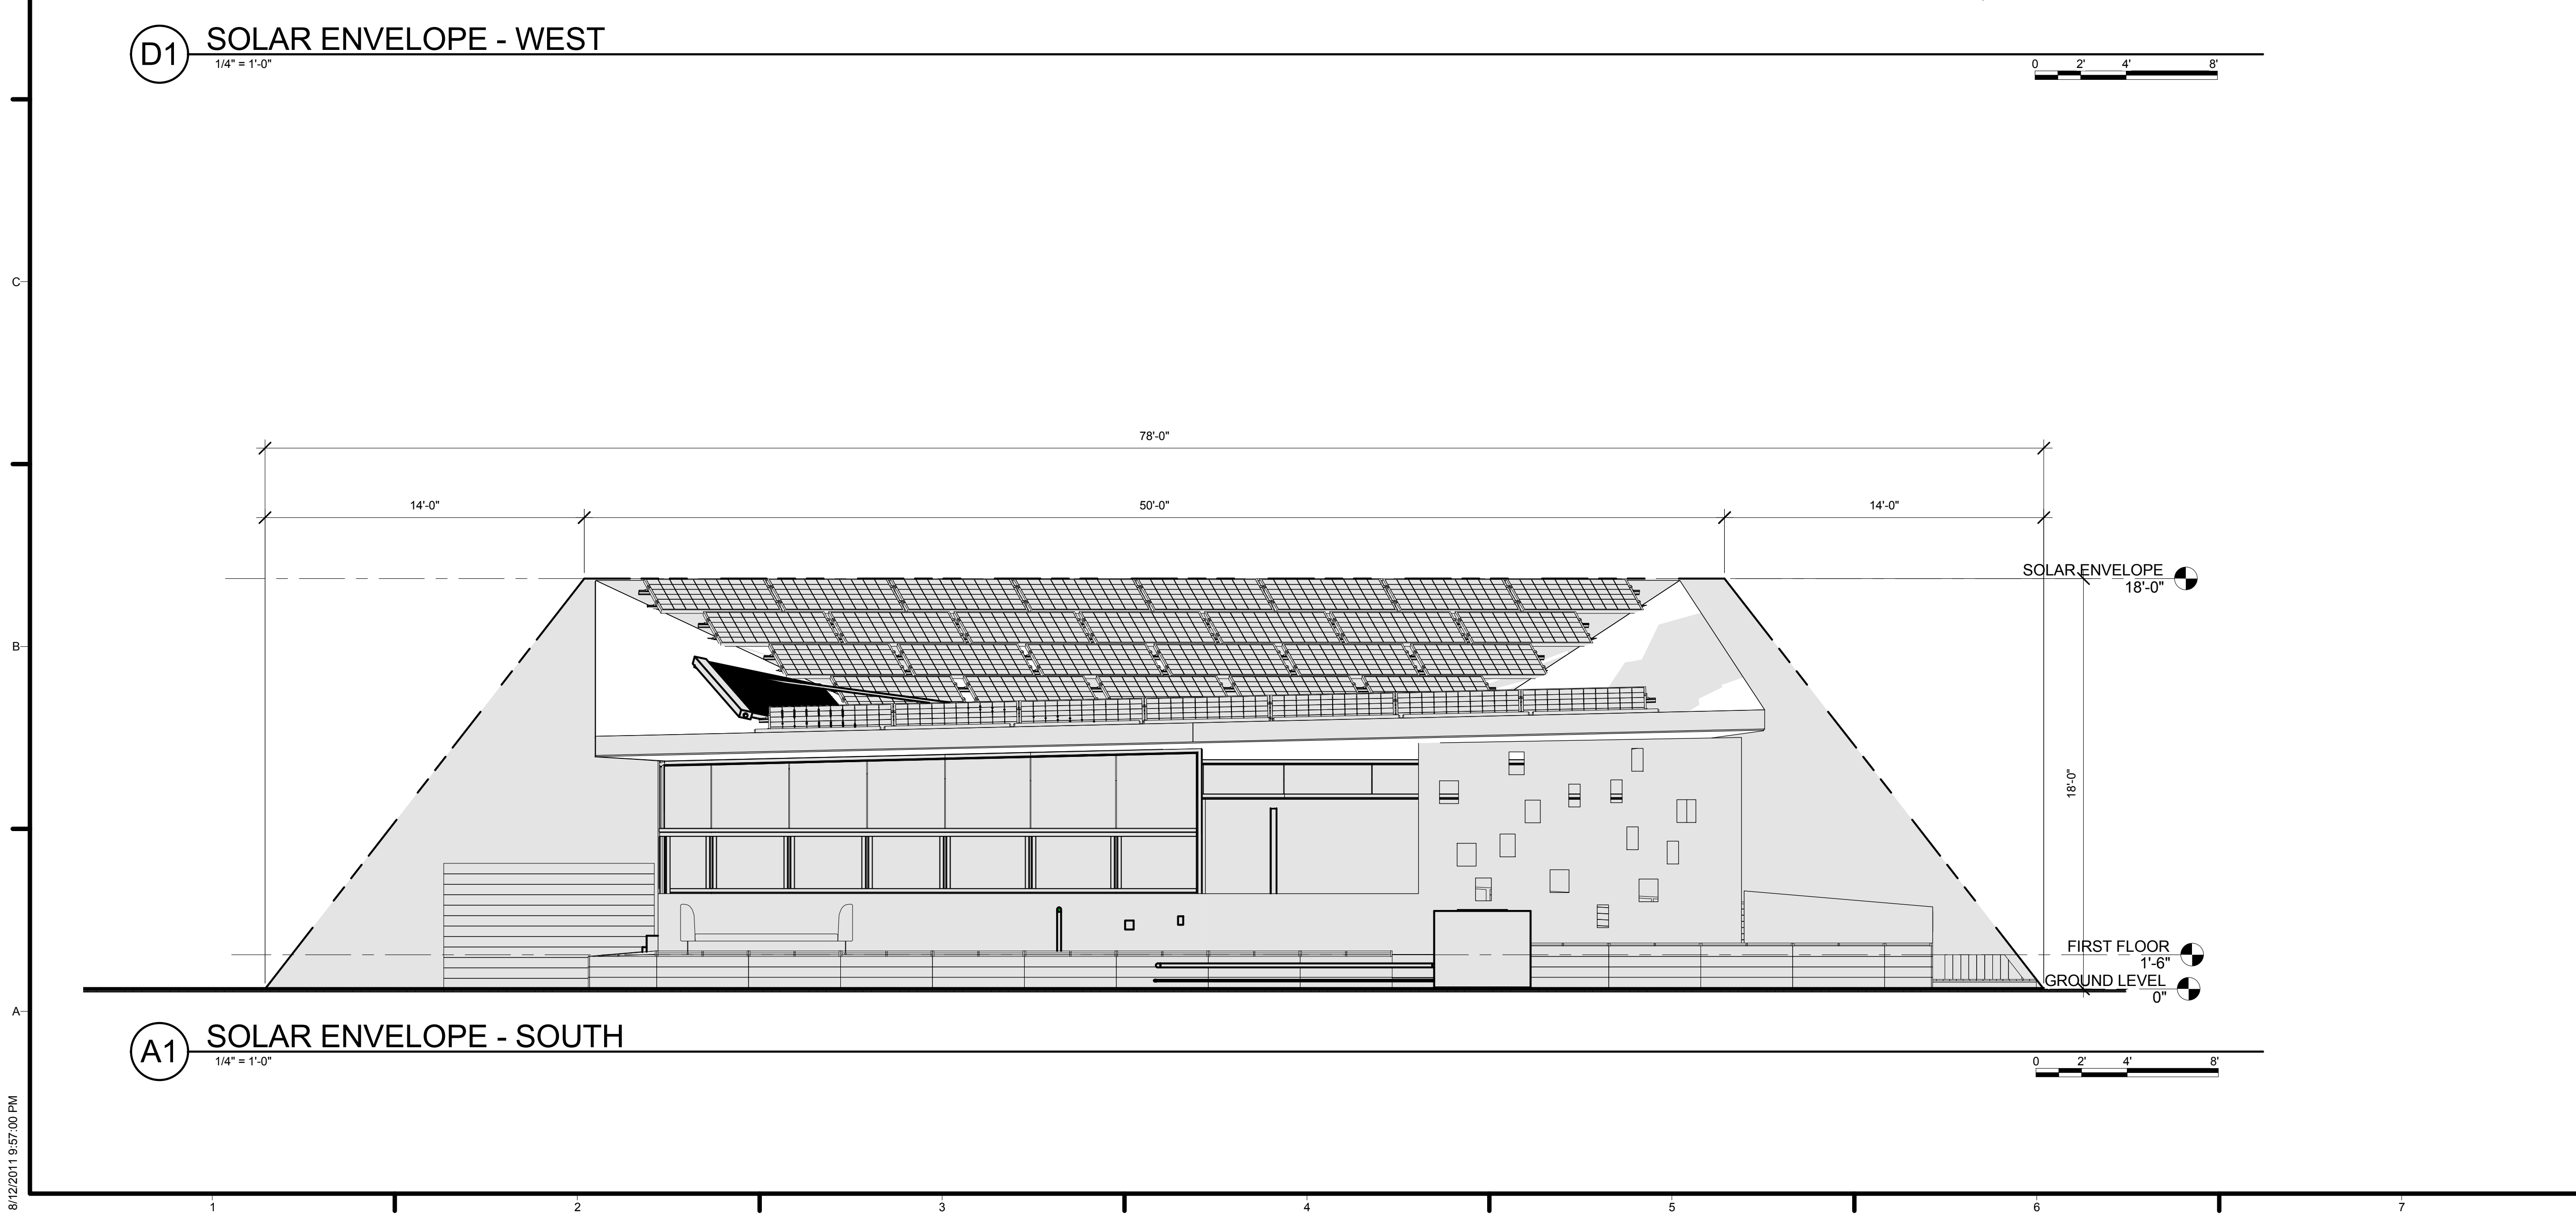 D1
SOLAR ENVELOPE - WEST
1/4" = 1'-0"
0 2' 4' 8'
C
78'-0"
14'-0" 50'-0" 14'-0"
SOLAR ENVELOPE
18'-0"
B
18'-0"
FIRST FLOOR
1'-6"
GROUND LEVEL
0"
A
A1
SOLAR ENVELOPE - SOUTH
1/4" = 1'-0"
0 2' 4' 8'
8/12/2011 9:57:00 PM
1 2 3 4 5 6 7